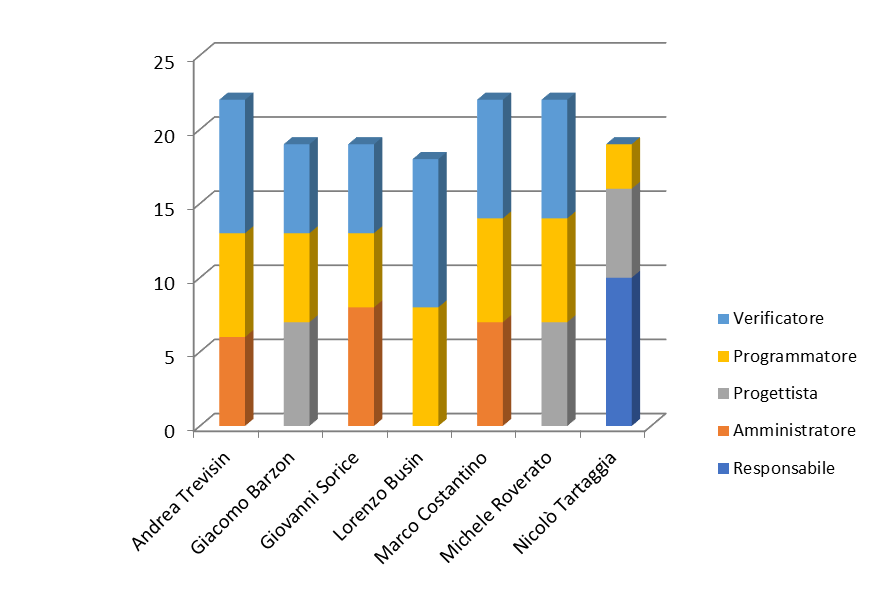 25
20
15
10
5
0
Andrea Trevisin
Giacomo Barzon
Giovanni Sorice
Lorenzo Busin
Marco Costantino
Michele Roverato
Nicolò Tartaggia
Verificatore
Programmatore
Progettista
Amministratore
Responsabile